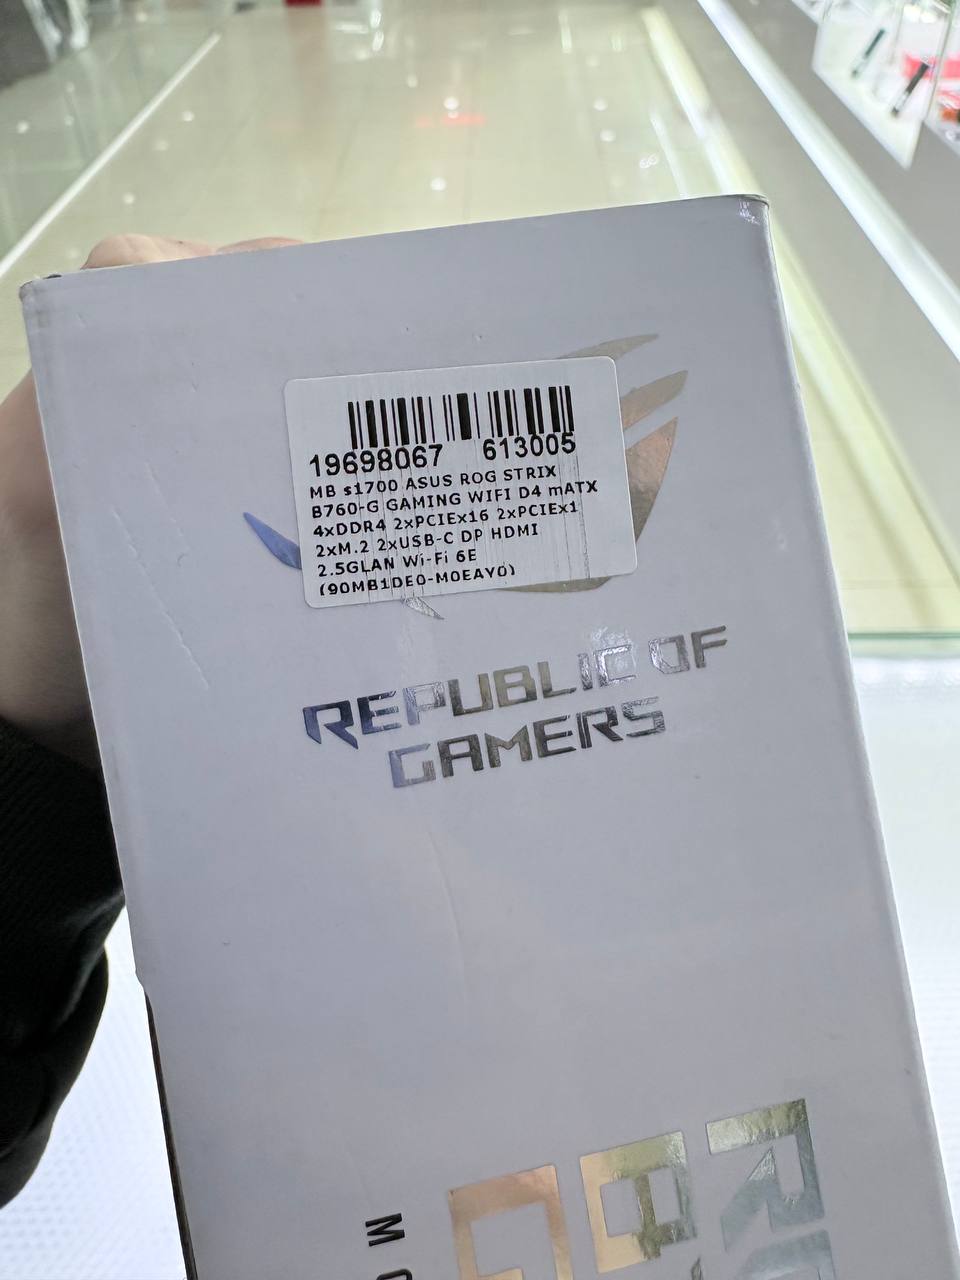 19698067 613005
MB s1700 ASUS ROG STRIX
B760-G GAMING WIFI D4 mATX
4xDDR4 2xPCIEx16 2xPCIEx1
2xM.2 2xUSB-C DP HDMI
2.5GLAN Wi-Fi 6E
(90MB1DE0-M0EAY0)
REPUBLIC OF
GAMERS